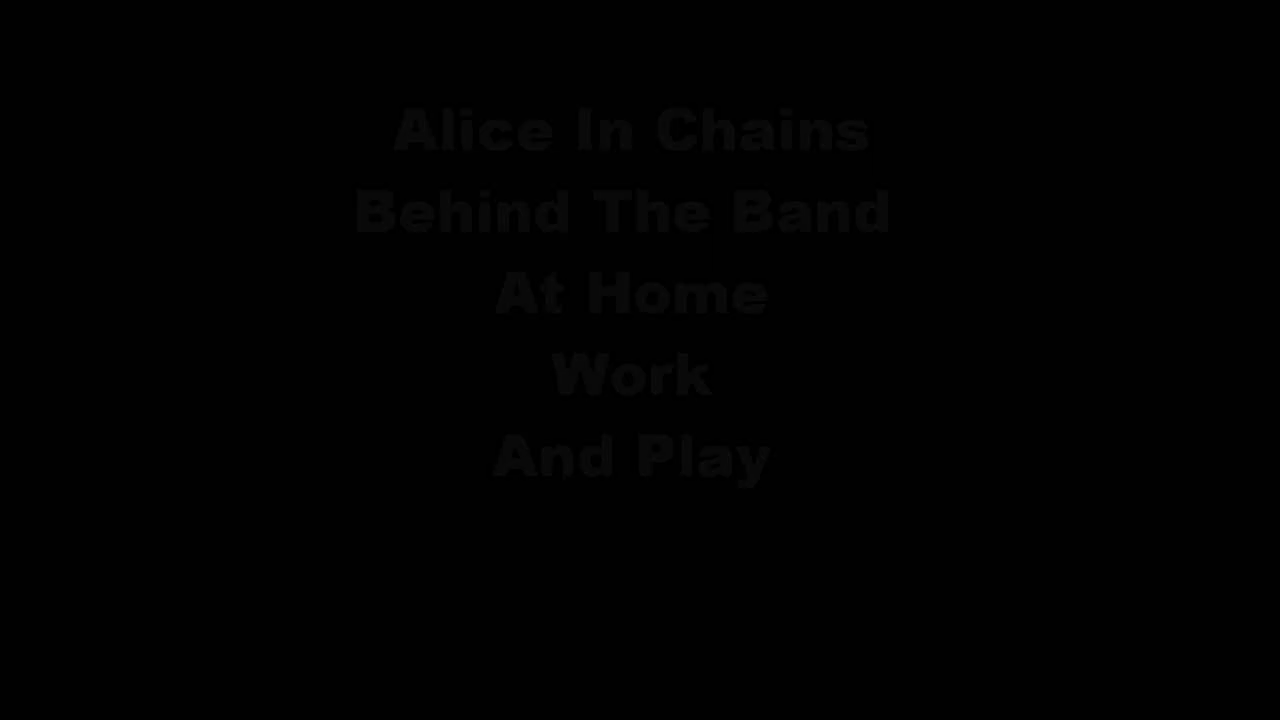 Alice In Chains
Behind The Band
At Home
Work
And Play